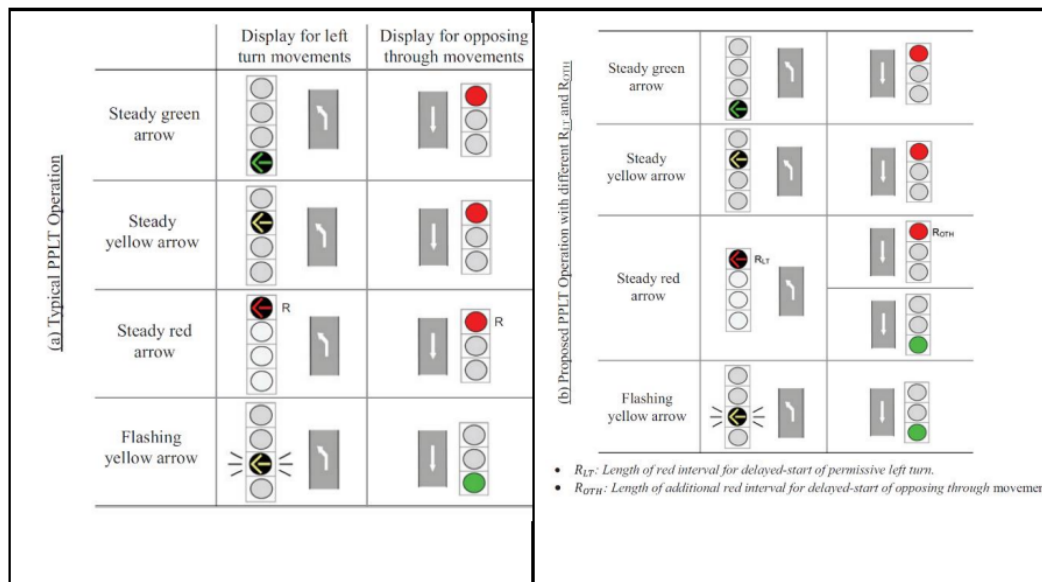 (a) Typical PPLT Operation
Display for left
turn movements
Display for opposing
through movements
Steady green
arrow
Steady
yellow arrow
Steady red
arrow
R
R
Flashing
yellow arrow
(b) Proposed PPLT Operation with different RLT and ROTH
Steady green
arrow
Steady
yellow arrow
Steady red
arrow
RLT
ROTH
Flashing
yellow arrow
• RLT: Length of red interval for delayed-start of permissive left turn.
• ROTH: Length of additional red interval for delayed-start of opposing through movemen